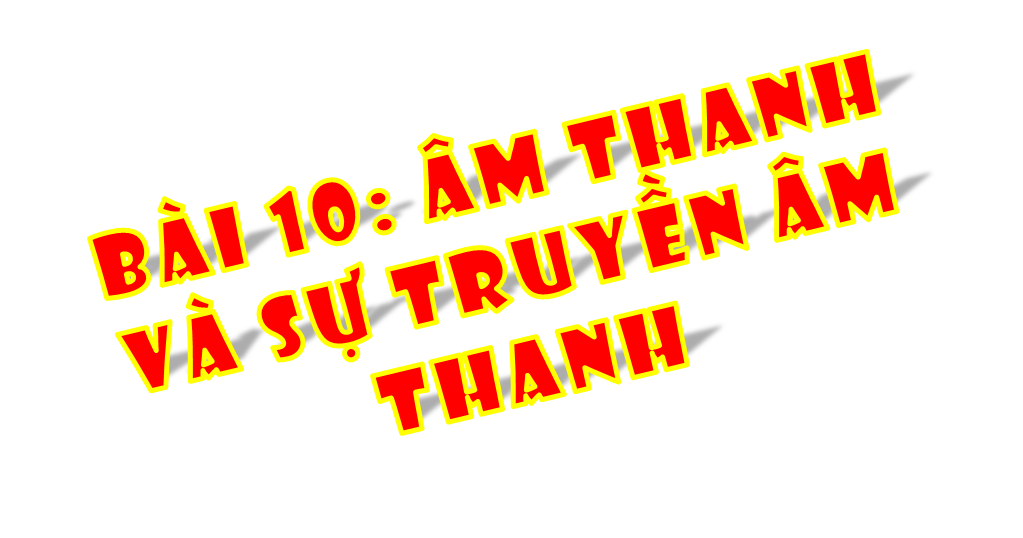 BÀI 10: ÂM THANH
VÀ SỰ TRUYỀN ÂM
THANH